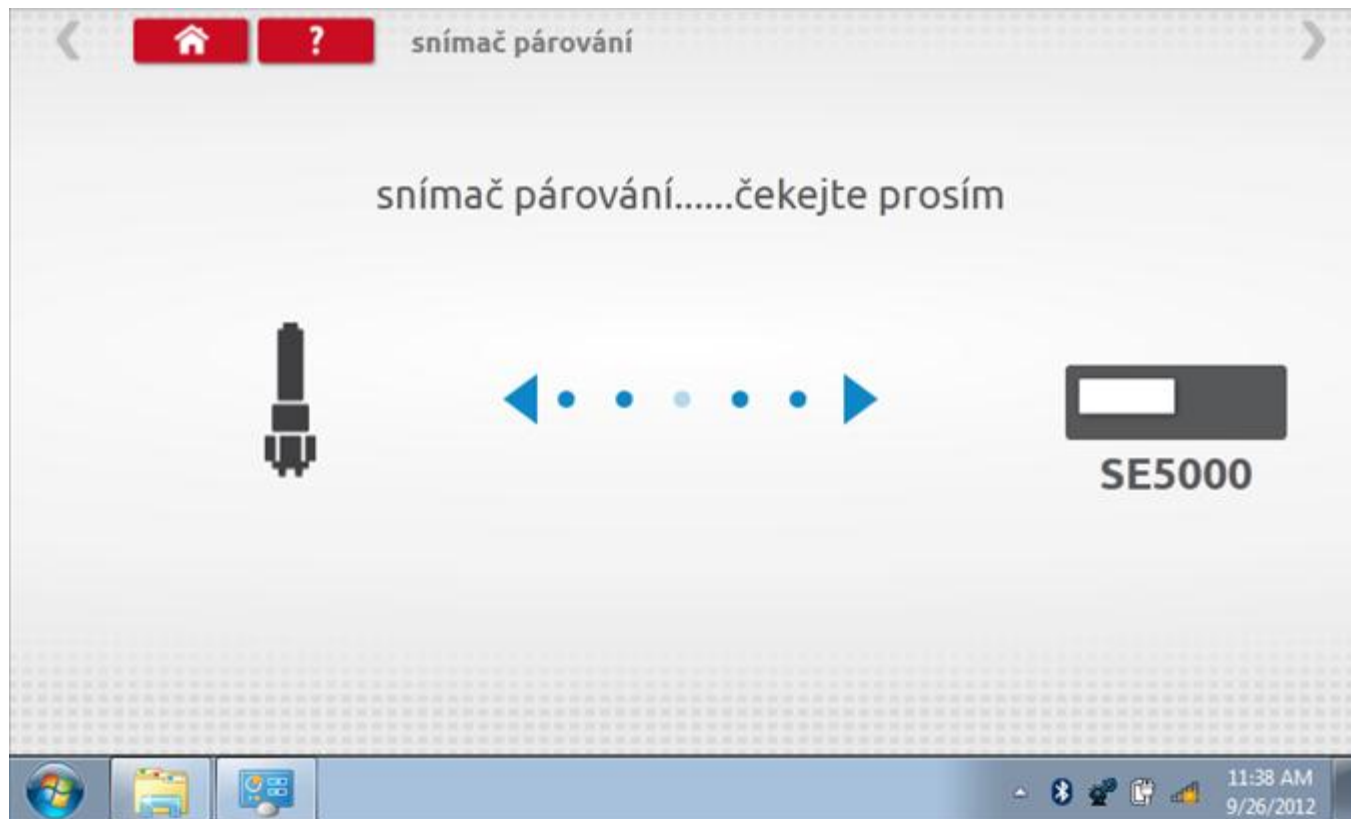 ? snímač párování
snímač párování......čekejte prosím
SE5000
11:38 AM
9/26/2012